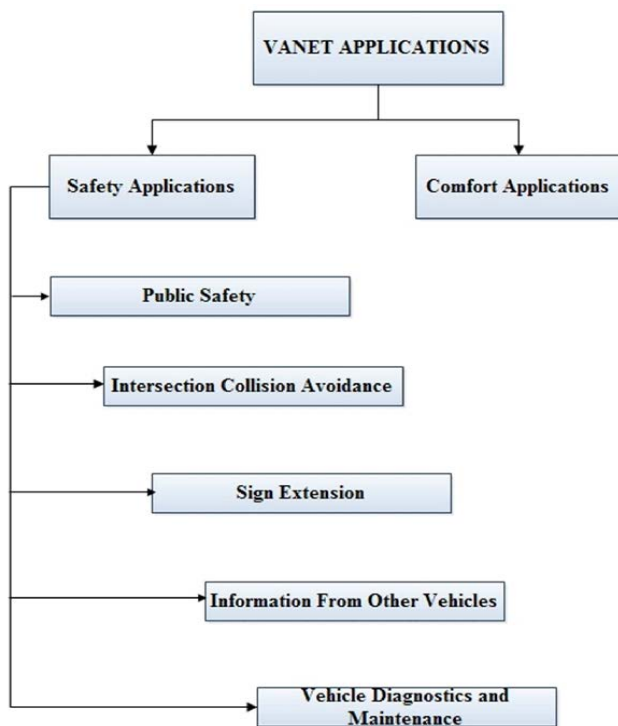 VANET APPLICATIONS
Safety Applications
Comfort Applications
Public Safety
Intersection Collision Avoidance
Sign Extension
Information From Other Vehicles
Vehicle Diagnostics and
Maintenance